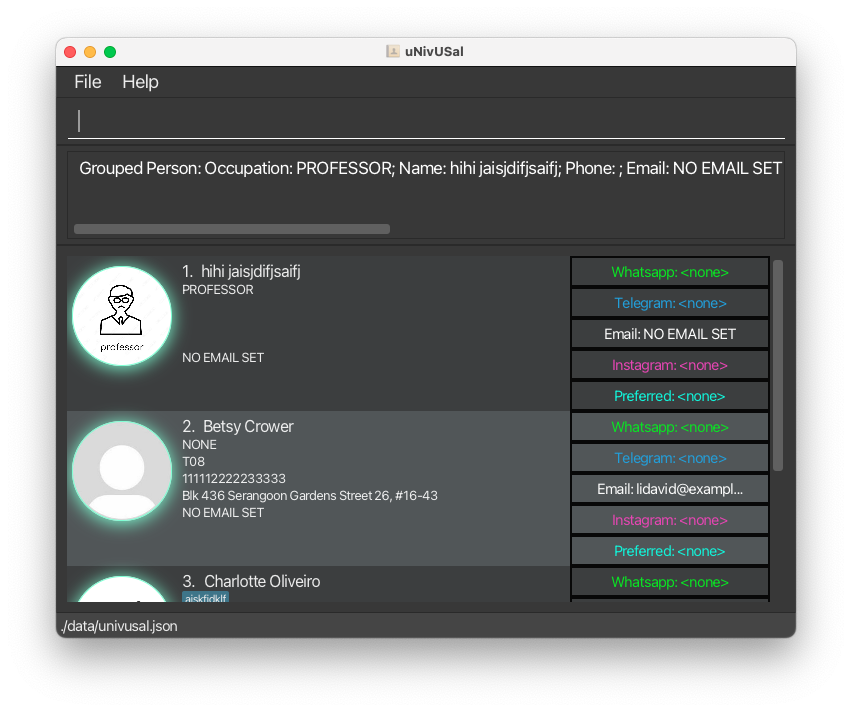 uNivUSal
File Help
Grouped Person: Occupation: PROFESSOR; Name: hihi jaisjdifjsaifj; Phone: ; Email: NO EMAIL SET
1. hihi jaisjdifjsaifj
PROFESSOR
NO EMAIL SET
professor
Whatsapp: <none>
Telegram: <none>
Email: NO EMAIL SET
Instagram: <none>
Preferred: <none>
2. Betsy Crower
NONE
T08
111112222233333
Blk 436 Serangoon Gardens Street 26, #16-43
NO EMAIL SET
Whatsapp: <none>
Telegram: <none>
Email: lidavid@exampl...
Instagram: <none>
Preferred: <none>
3. Charlotte Oliveiro
Whatsapp: <none>
./data/univusal.json